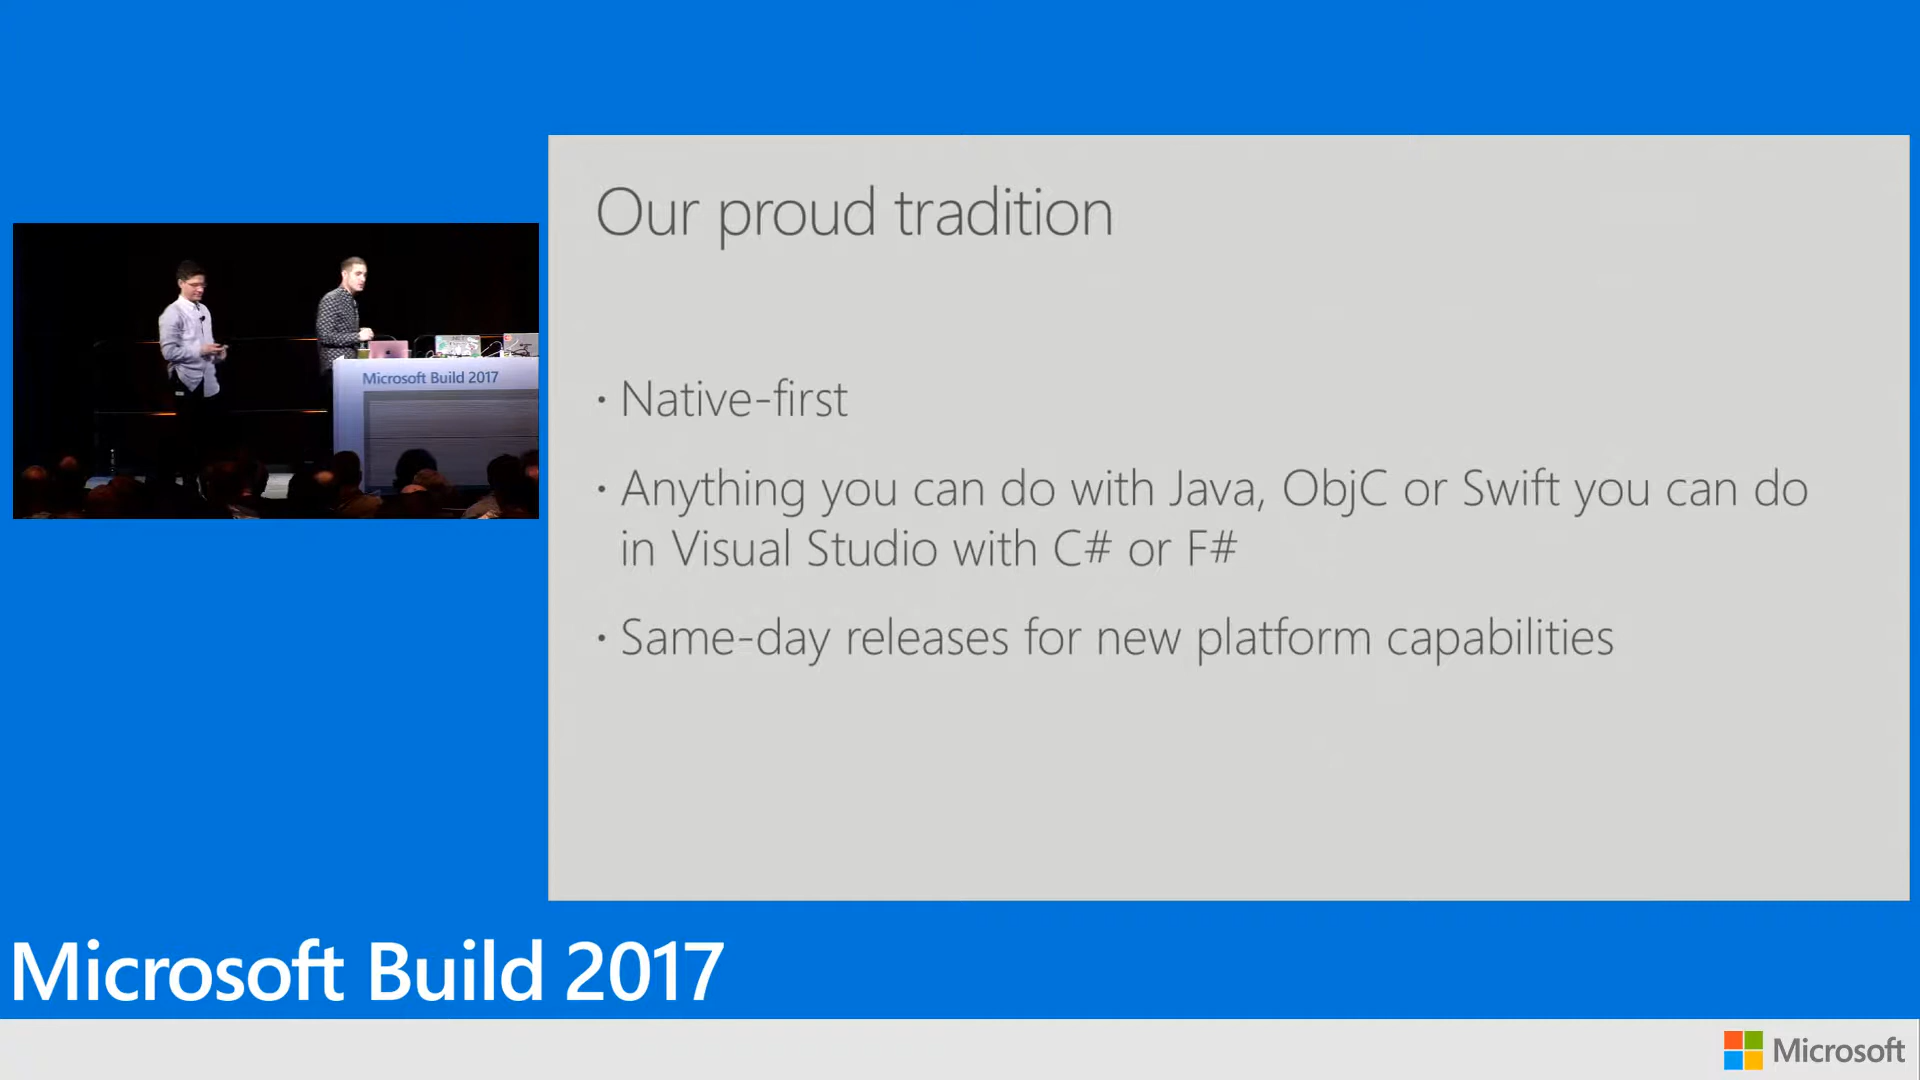 Our proud tradition
Microsoft Build 2017
• Native-first
• Anything you can do with Java, ObjC or Swift you can do
in Visual Studio with C# or F#
• Same-day releases for new platform capabilities
Microsoft Build 2017
Microsoft